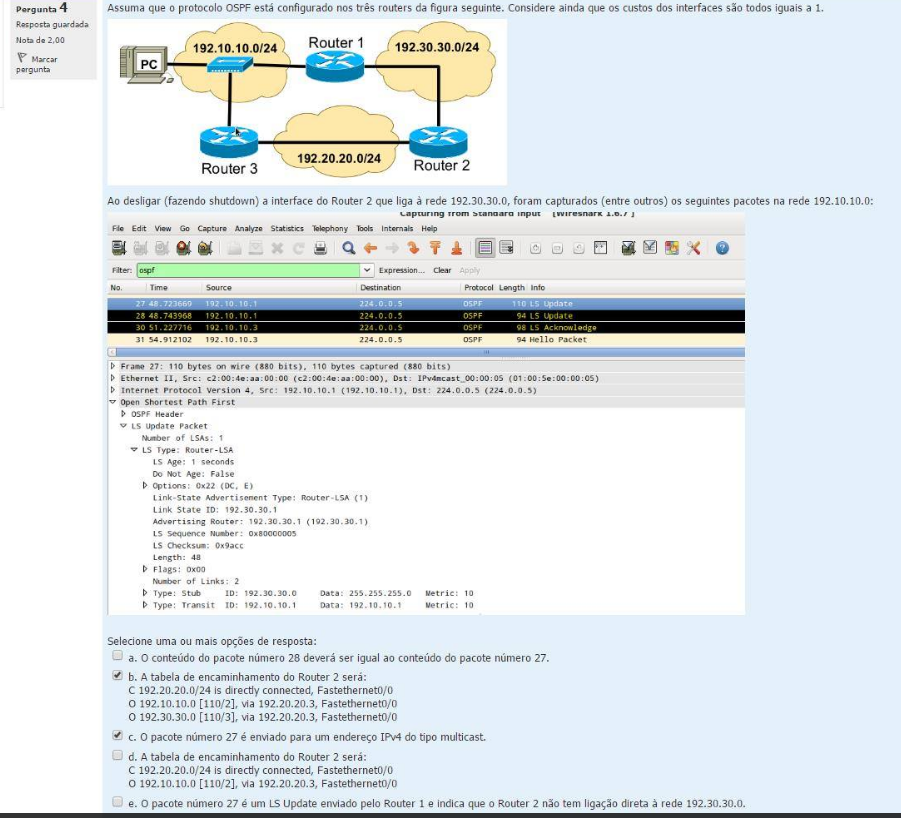 Pergunta 4
Resposta guardada
Nota de 2,00
Marcar
pergunta
Assuma que o protocolo OSPF está configurado nos três routers da figura seguinte. Considere ainda que os custos dos interfaces são todos iguais a 1.
192.10.10.0/24
Router 1
192.30.30.0/24
PC
192.20.20.0/24
Router 3
Router 2
Ao desligar (fazendo shutdown) a interface do Router 2 que liga à rede 192.30.30.0, foram capturados (entre outros) os seguintes pacotes na rede 192.10.10.0:
Capturing from Standard input [Wireshark 1.6.7 ]
File Edit View Go Capture Analyze Statistics Telephony Tools Internals Help
Filter: ospf Expression... Clear Apply
No. Time Source Destination Protocol Length Info
27 48.723669 192.10.10.1 224.0.0.5 OSPF 110 LS Update
28 48.743968 192.10.10.1 224.0.0.5 OSPF 94 LS Update
30 51.227716 192.10.10.3 224.0.0.5 OSPF 98 LS Acknowledge
31 54.912102 192.10.10.3 224.0.0.5 OSPF 94 Hello Packet
Frame 27: 110 bytes on wire (880 bits), 110 bytes captured (880 bits)
Ethernet II, Src: c2:00:4e:aa:00:00 (c2:00:4e:aa:00:00), Dst: IPv4mcast_00:00:05 (01:00:5e:00:00:05)
Internet Protocol Version 4, Src: 192.10.10.1 (192.10.10.1), Dst: 224.0.0.5 (224.0.0.5)
Open Shortest Path First
OSPF Header
LS Update Packet
Number of LSAs: 1
LS Type: Router-LSA
LS Age: 1 seconds
Do Not Age: False
Options: 0x22 (DC, E)
Link-State Advertisement Type: Router-LSA (1)
Link State ID: 192.30.30.1
Advertising Router: 192.30.30.1 (192.30.30.1)
LS Sequence Number: 0x80000005
LS Checksum: 0x9acc
Length: 48
Flags: 0x00
Number of Links: 2
Type: Stub ID: 192.30.30.0 Data: 255.255.255.0 Metric: 10
Type: Transit ID: 192.10.10.1 Data: 192.10.10.1 Metric: 10
Selecione uma ou mais opções de resposta:
a. O conteúdo do pacote número 28 deverá ser igual ao conteúdo do pacote número 27.
b. A tabela de encaminhamento do Router 2 será:
C 192.20.20.0/24 is directly connected, Fastethernet0/0
O 192.10.10.0 [110/2], via 192.20.20.3, Fastethernet0/0
O 192.30.30.0 [110/3], via 192.20.20.3, Fastethernet0/0
c. O pacote número 27 é enviado para um endereço IPv4 do tipo multicast.
d. A tabela de encaminhamento do Router 2 será:
C 192.20.20.0/24 is directly connected, Fastethernet0/0
O 192.10.10.0 [110/2], via 192.20.20.3, Fastethernet0/0
e. O pacote número 27 é um LS Update enviado pelo Router 1 e indica que o Router 2 não tem ligação direta à rede 192.30.30.0.